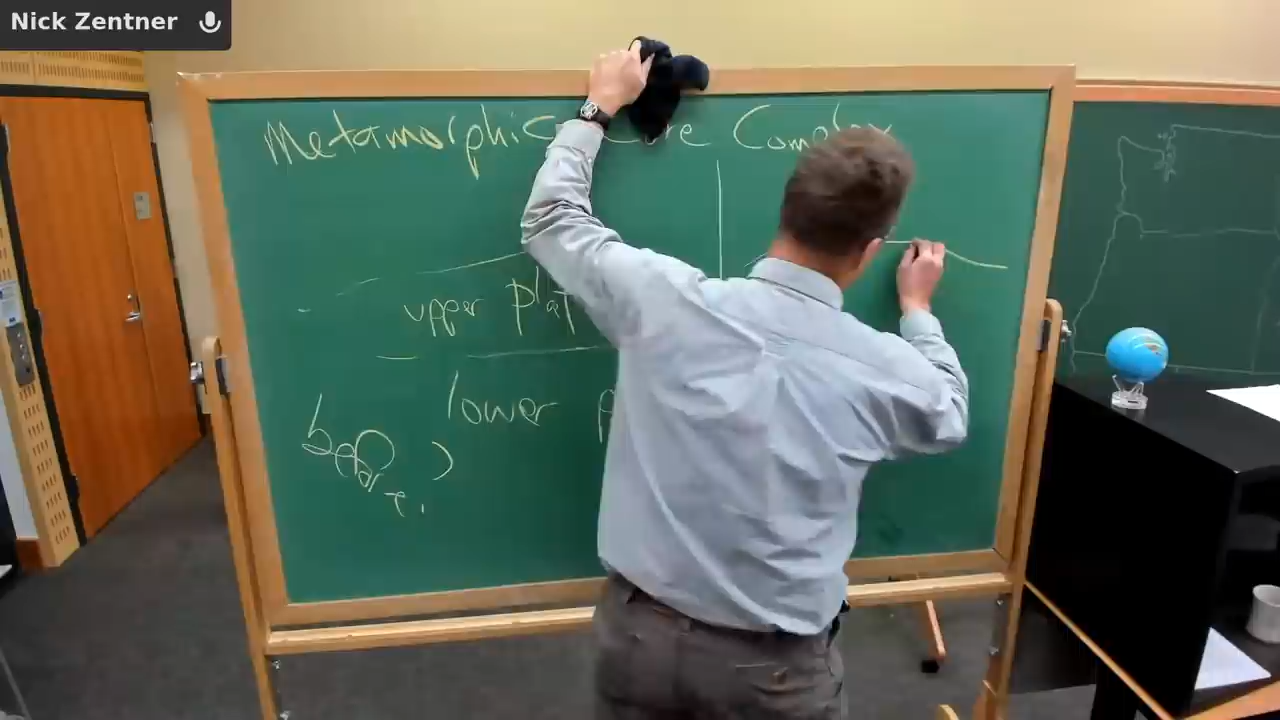 Nick Zentner
Metamorphic Core Complex
upper plat
lower p
before